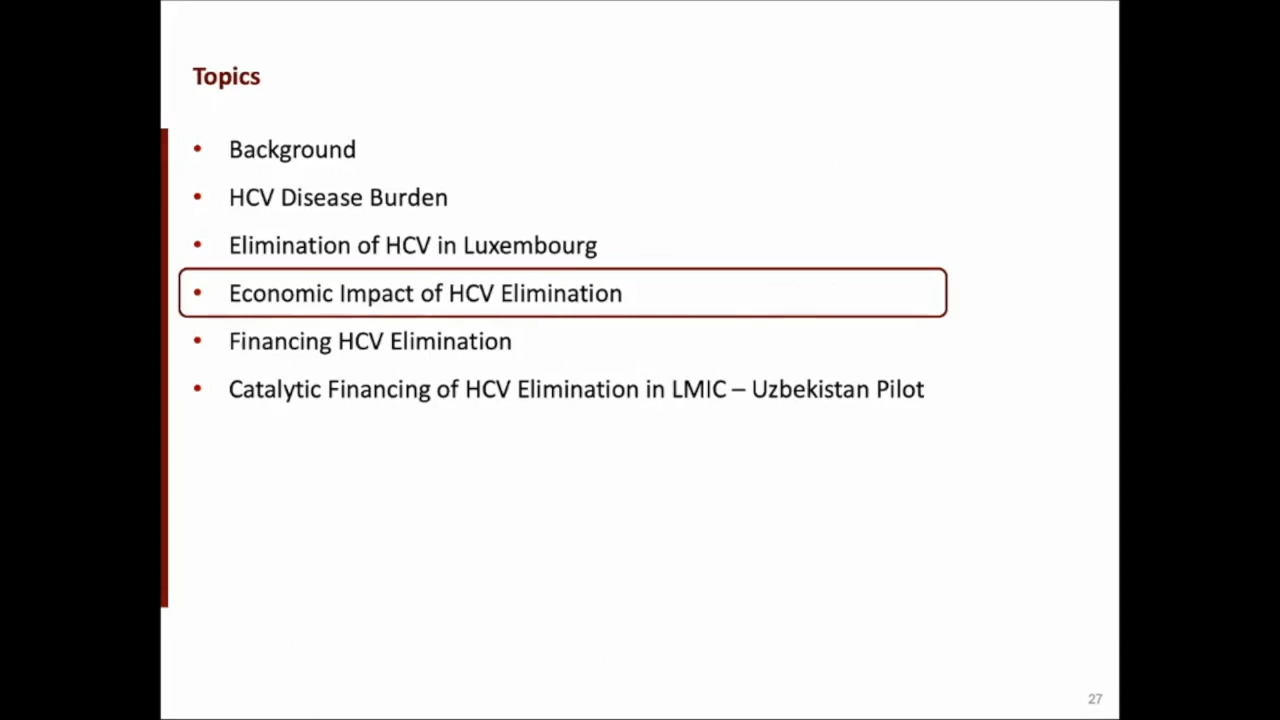 Topics
• Background
• HCV Disease Burden
• Elimination of HCV in Luxembourg
• Economic Impact of HCV Elimination
• Financing HCV Elimination
• Catalytic Financing of HCV Elimination in LMIC – Uzbekistan Pilot
27